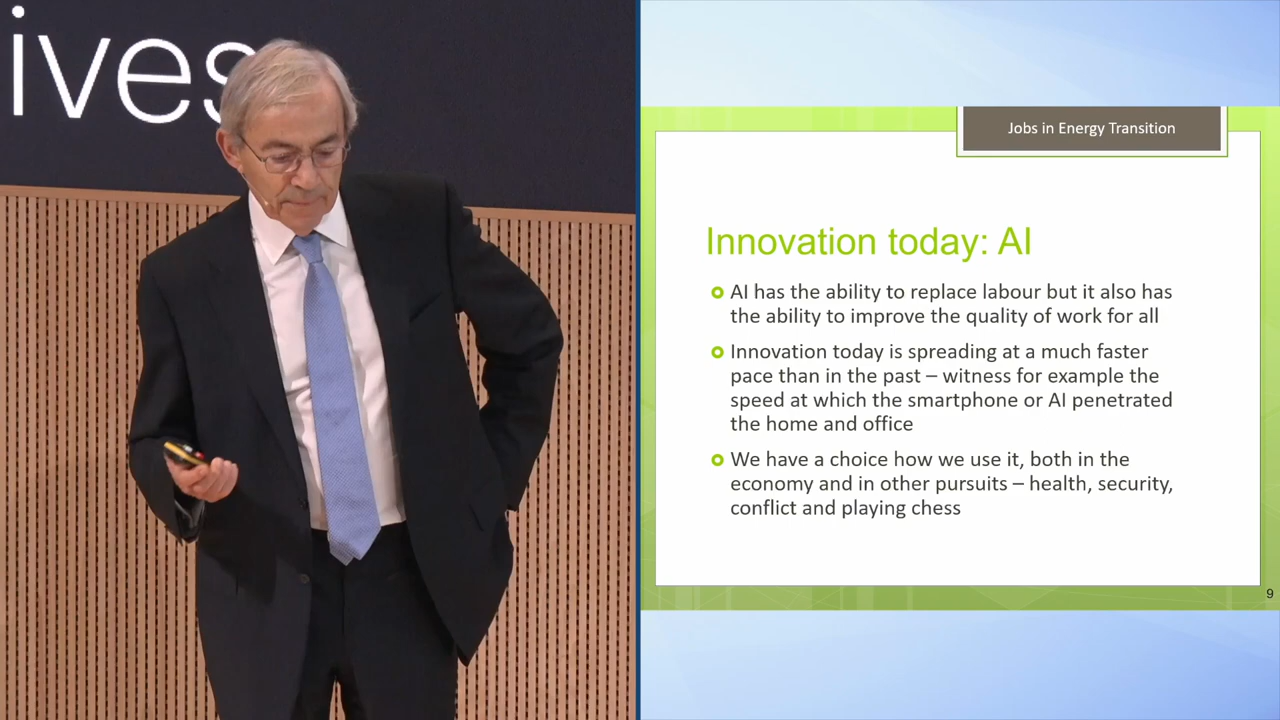 ives
Jobs in Energy Transition
Innovation today: AI
AI has the ability to replace labour but it also has
the ability to improve the quality of work for all
Innovation today is spreading at a much faster
pace than in the past – witness for example the
speed at which the smartphone or AI penetrated
the home and office
We have a choice how we use it, both in the
economy and in other pursuits – health, security,
conflict and playing chess
9